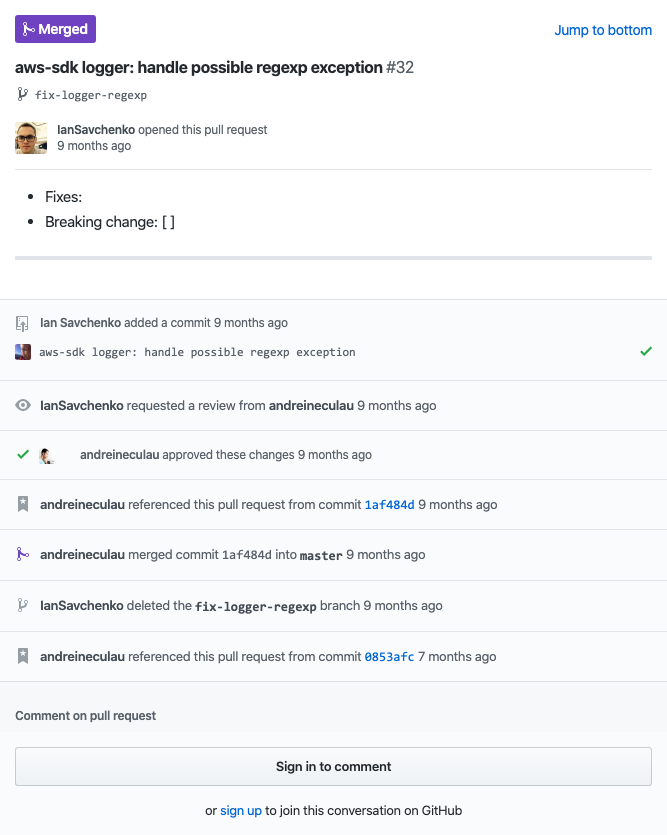 Merged
Jump to bottom
aws-sdk logger: handle possible regexp exception #32
fix-logger-regexp
IanSavchenko opened this pull request
9 months ago
Fixes:
Breaking change: [ ]
Ian Savchenko added a commit 9 months ago
aws-sdk logger: handle possible regexp exception
IanSavchenko requested a review from andreineculau 9 months ago
andreineculau approved these changes 9 months ago
andreineculau referenced this pull request from commit 1af484d 9 months ago
andreineculau merged commit 1af484d into master 9 months ago
IanSavchenko deleted the fix-logger-regexp branch 9 months ago
andreineculau referenced this pull request from commit 0853afc 7 months ago
Comment on pull request
Sign in to comment
or sign up to join this conversation on GitHub